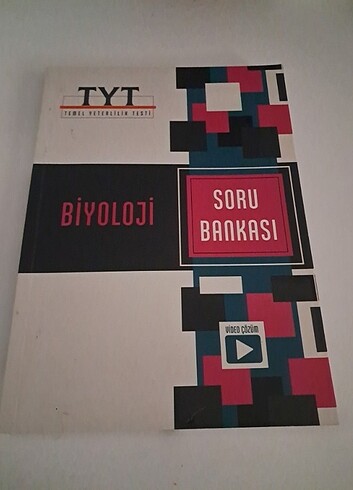 TYT
TEMEL YETERLİLİK TESTİ
BİYOLOJİ
SORU
BANKASI
VİDEO ÇÖZÜM